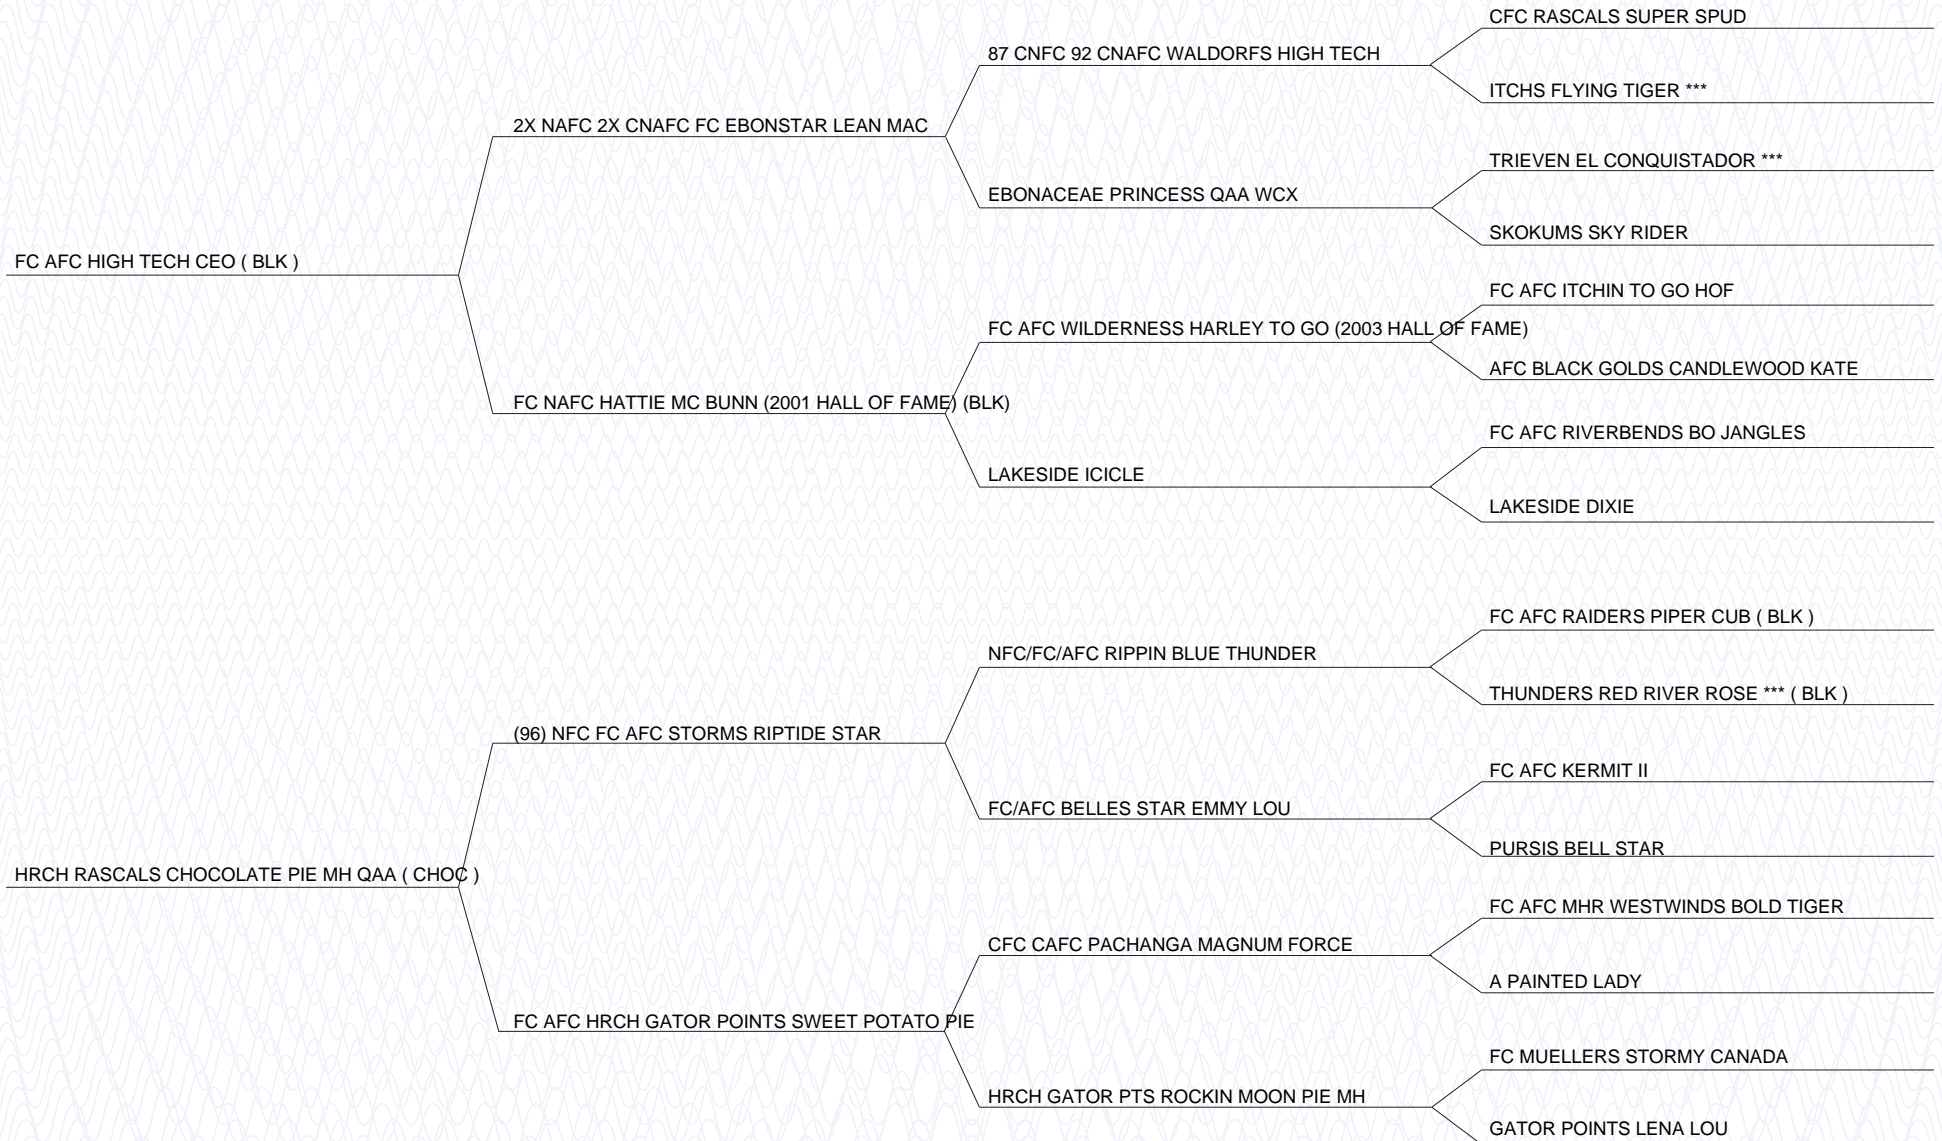 CFC RASCALS SUPER SPUD
87 CNFC 92 CNAFC WALDORFS HIGH TECH
ITCHS FLYING TIGER ***
2X NAFC 2X CNAFC FC EBONSTAR LEAN MAC
TRIEVEN EL CONQUISTADOR ***
EBONACEAE PRINCESS QAA WCX
SKOKUMS SKY RIDER
FC AFC HIGH TECH CEO ( BLK )
FC AFC ITCHIN TO GO HOF
FC AFC WILDERNESS HARLEY TO GO (2003 HALL OF FAME)
AFC BLACK GOLDS CANDLEWOOD KATE
FC NAFC HATTIE MC BUNN (2001 HALL OF FAME) (BLK)
FC AFC RIVERBENDS BO JANGLES
LAKESIDE ICICLE
LAKESIDE DIXIE
FC AFC RAIDERS PIPER CUB ( BLK )
NFC/FC/AFC RIPPIN BLUE THUNDER
THUNDERS RED RIVER ROSE *** ( BLK )
(96) NFC FC AFC STORMS RIPTIDE STAR
FC AFC KERMIT II
FC/AFC BELLES STAR EMMY LOU
PURSIS BELL STAR
HRCH RASCALS CHOCOLATE PIE MH QAA ( CHOC )
FC AFC MHR WESTWINDS BOLD TIGER
CFC CAFC PACHANGA MAGNUM FORCE
A PAINTED LADY
FC AFC HRCH GATOR POINTS SWEET POTATO PIE
FC MUELLERS STORMY CANADA
HRCH GATOR PTS ROCKIN MOON PIE MH
GATOR POINTS LENA LOU